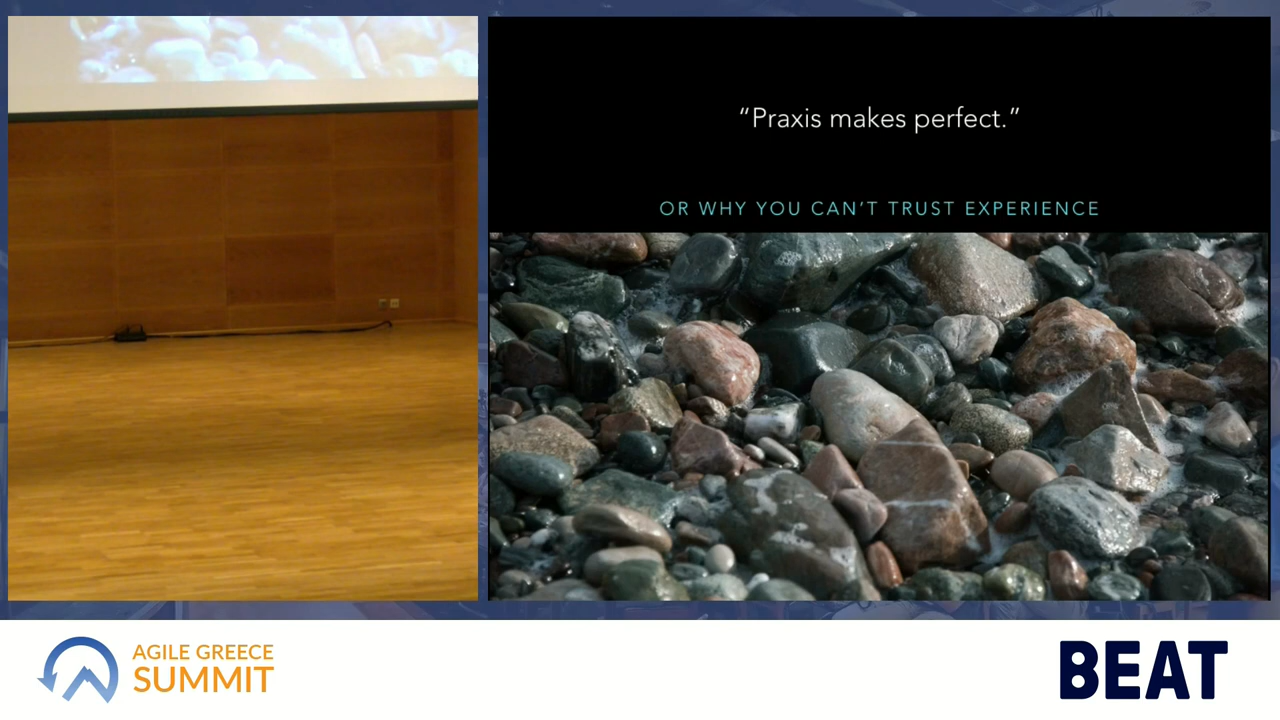 “Praxis makes perfect.”
OR WHY YOU CAN’T TRUST EXPERIENCE
AGILE GREECE
SUMMIT
BEAT